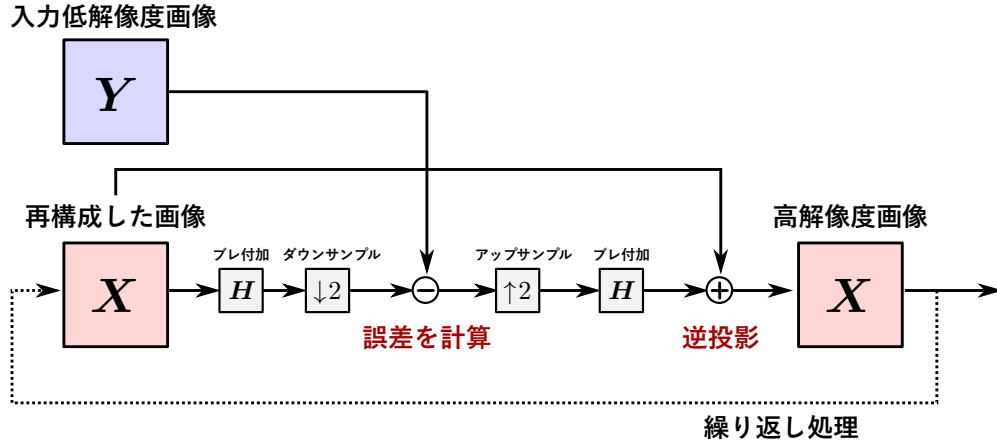 入力低解像度画像
Y
再構成した画像
高解像度画像
ブレ付加
ダウンサンプル
アップサンプル
ブレ付加
X
H
↓2
−
↑2
H
+
X
誤差を計算
逆投影
繰り返し処理